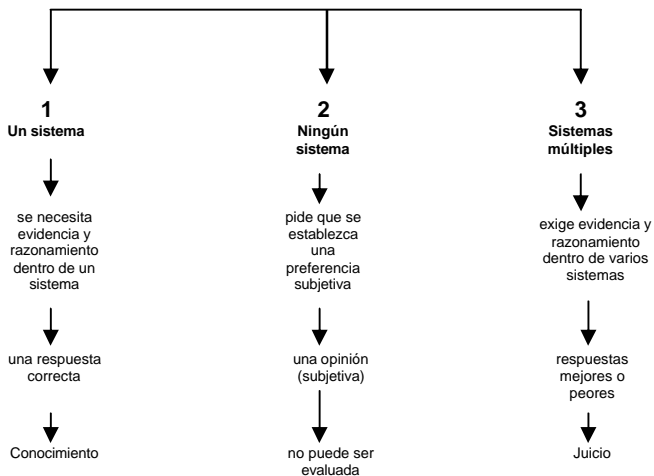 1
Un sistema
se necesita
evidencia y
razonamiento
dentro de un
sistema
una respuesta
correcta
Conocimiento
2
Ningún
sistema
pide que se
establezca
una
preferencia
subjetiva
una opinión
(subjetiva)
no puede ser
evaluada
3
Sistemas
múltiples
exige evidencia y
razonamiento
dentro de varios
sistemas
respuestas
mejores o
peores
Juicio